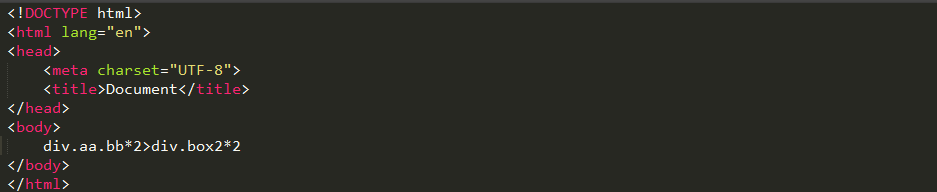 <!DOCTYPE html>
<html lang="en">
<head>
    <meta charset="UTF-8">
    <title>Document</title>
</head>
<body>
    div.aa.bb*2>div.box2*2
</body>
</html>